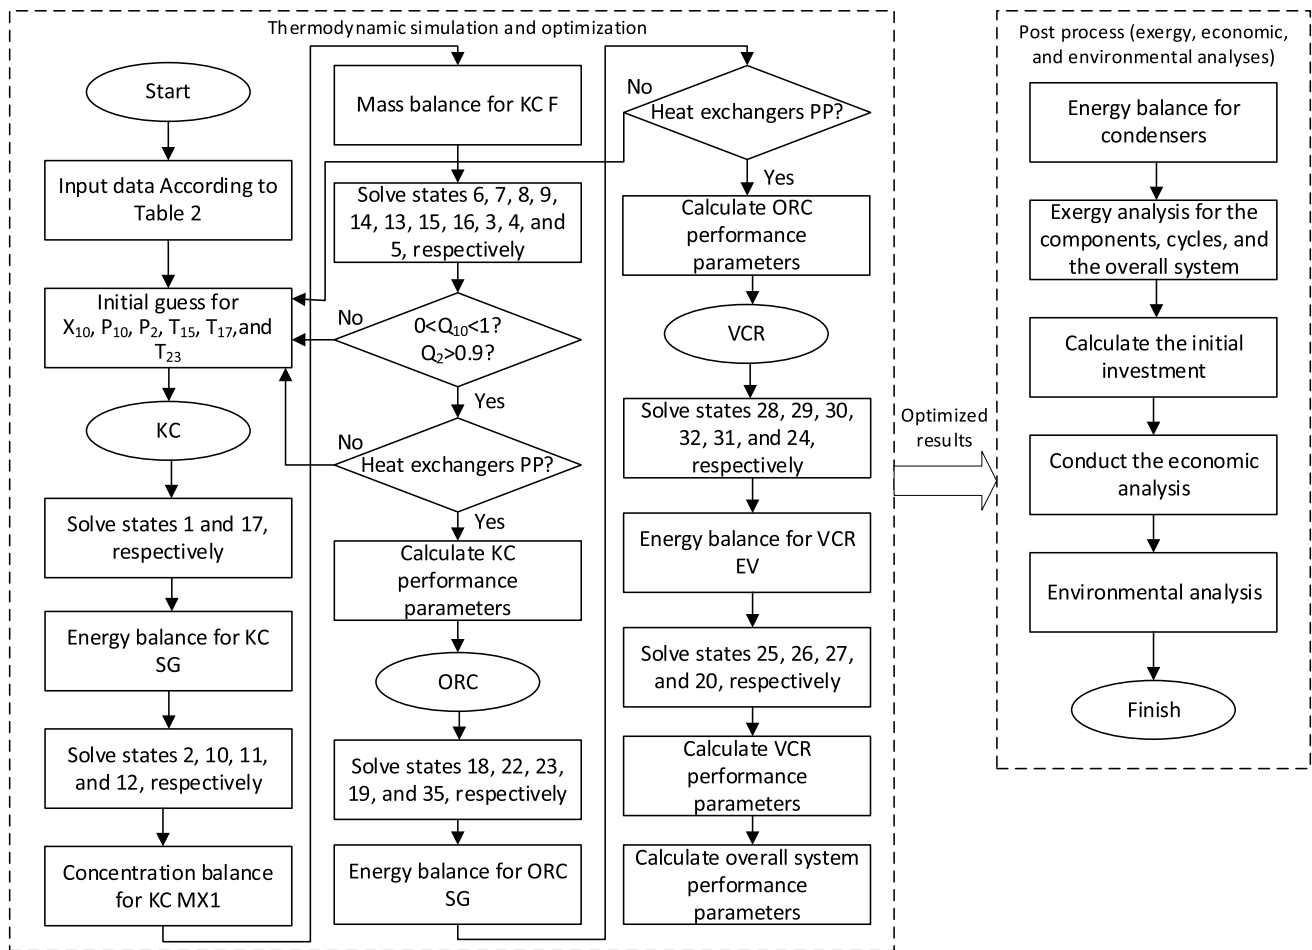 Thermodynamic simulation and optimization
Start
Input data According to
Table 2
Initial guess for
X10, P10, P2, T15, T17,and
T23
KC
Solve states 1 and 17,
respectively
Energy balance for KC
SG
Solve states 2, 10, 11,
and 12, respectively
Concentration balance
for KC MX1
Mass balance for KC F
Solve states 6, 7, 8, 9,
14, 13, 15, 16, 3, 4, and
5, respectively
No
0<Q10<1?
Q2>0.9?
Yes
No
Heat exchangers PP?
Yes
Calculate KC
performance
parameters
ORC
Solve states 18, 22, 23,
19, and 35, respectively
Energy balance for ORC
SG
No
Heat exchangers PP?
Yes
Calculate ORC
performance
parameters
VCR
Solve states 28, 29, 30,
32, 31, and 24,
respectively
Energy balance for VCR
EV
Solve states 25, 26, 27,
and 20, respectively
Calculate VCR
performance
parameters
Calculate overall system
performance
parameters
Optimized
results
Post process (exergy, economic,
and environmental analyses)
Energy balance for
condensers
Exergy analysis for the
components, cycles, and
the overall system
Calculate the initial
investment
Conduct the economic
analysis
Environmental analysis
Finish